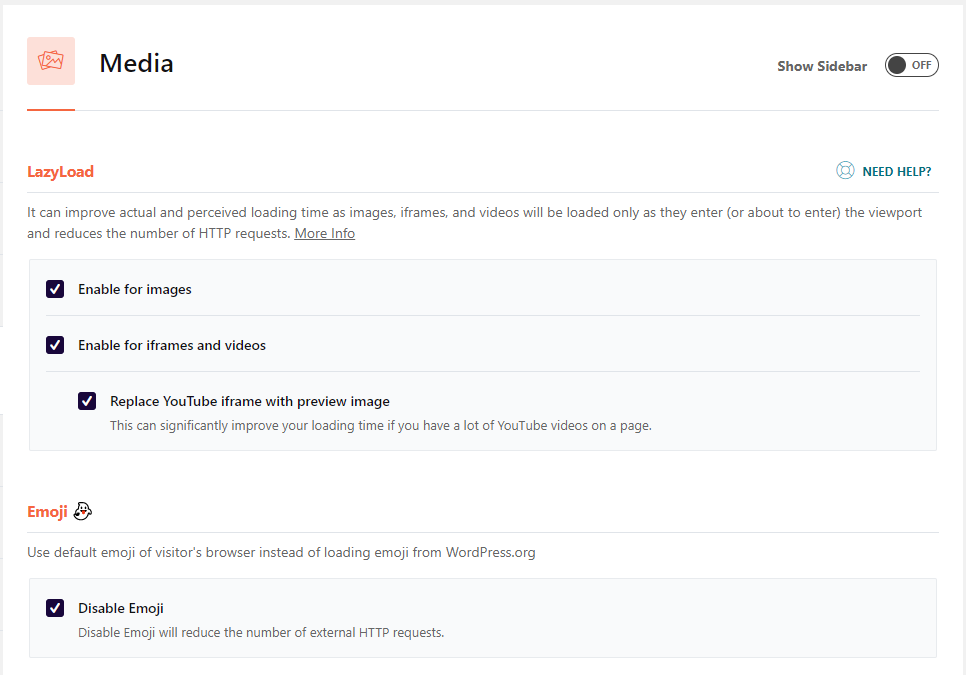 Media
Show Sidebar
OFF
LazyLoad
NEED HELP?
It can improve actual and perceived loading time as images, iframes, and videos will be loaded only as they enter (or about to enter) the viewport
and reduces the number of HTTP requests. More Info
Enable for images
Enable for iframes and videos
Replace YouTube iframe with preview image
This can significantly improve your loading time if you have a lot of YouTube videos on a page.
Emoji
Use default emoji of visitor's browser instead of loading emoji from WordPress.org
Disable Emoji
Disable Emoji will reduce the number of external HTTP requests.